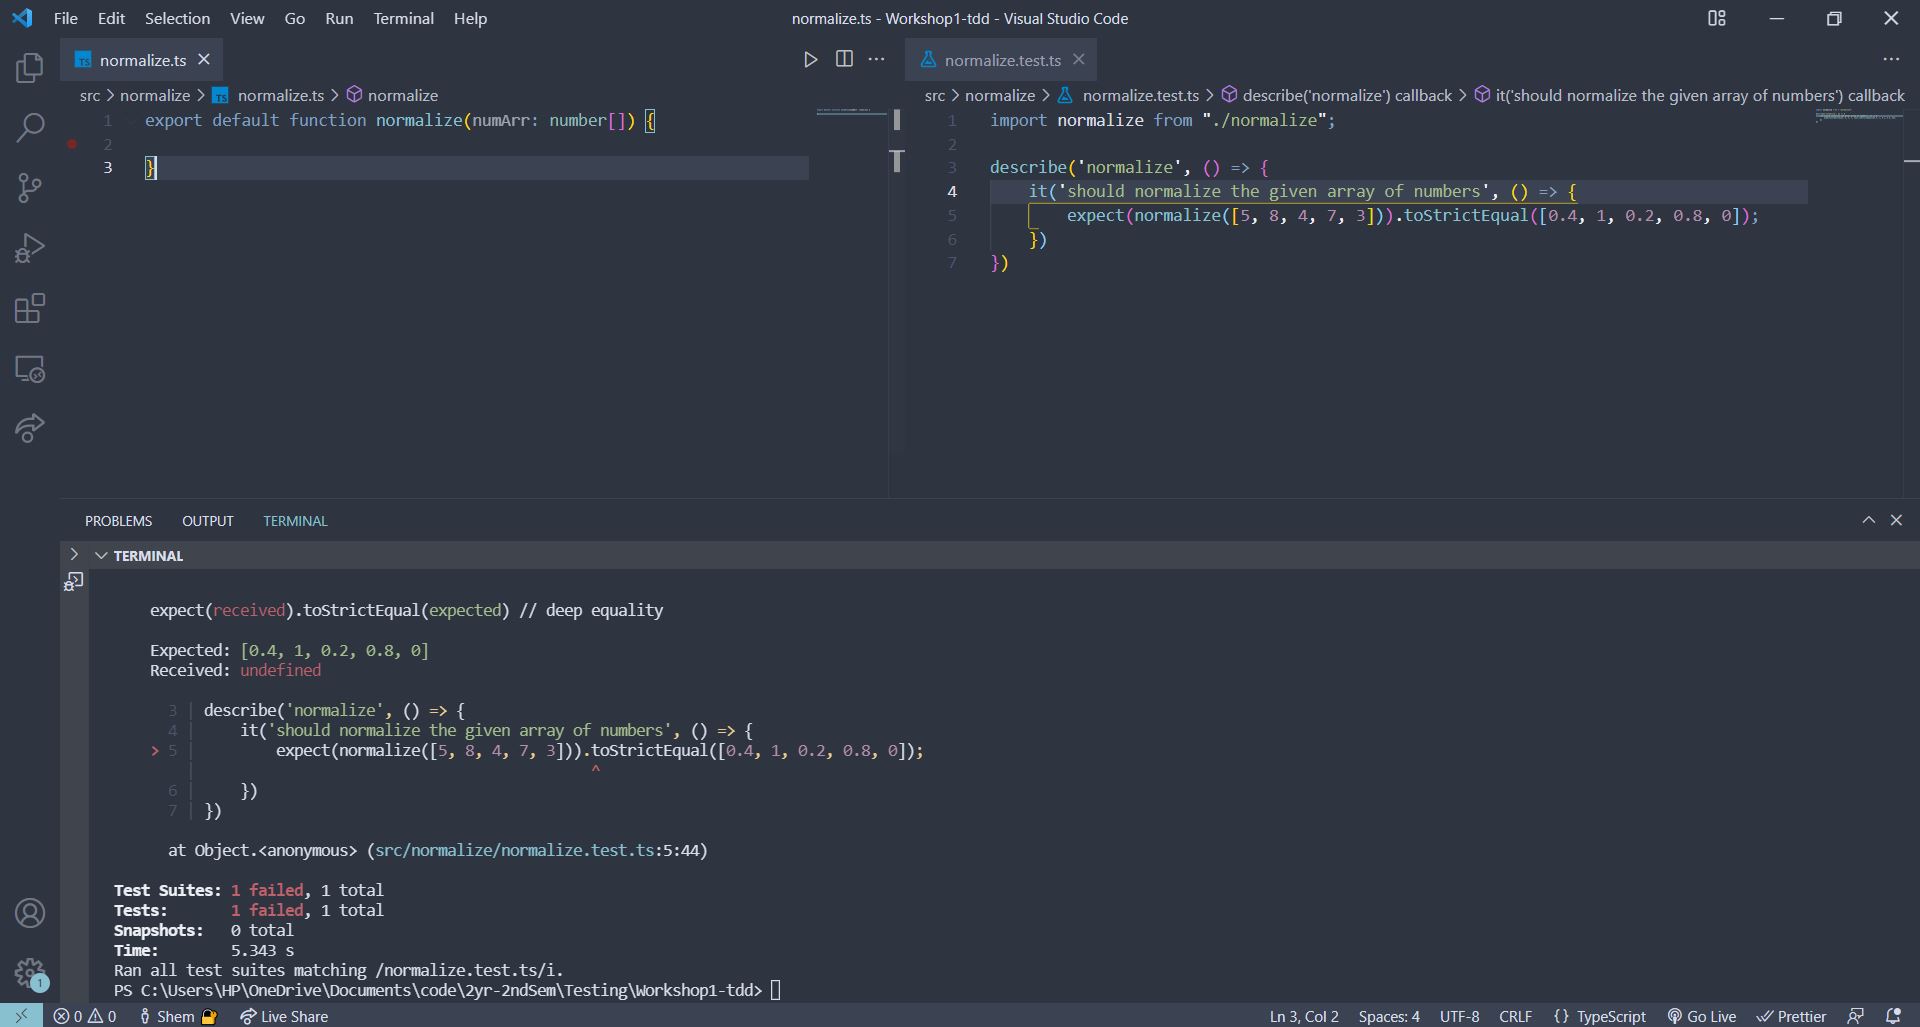 File Edit Selection View Go Run Terminal Help
normalize.ts - Workshop1-tdd - Visual Studio Code
TS normalize.ts
src > normalize > TS normalize.ts > normalize
1 export default function normalize(numArr: number[]) {
2
3 }
normalize.test.ts
src > normalize > normalize.test.ts > describe('normalize') callback > it('should normalize the given array of numbers') callback
1 import normalize from "./normalize";
2
3 describe('normalize', () => {
4 it('should normalize the given array of numbers', () => {
5 expect(normalize([5, 8, 4, 7, 3])).toStrictEqual([0.4, 1, 0.2, 0.8, 0]);
6 })
7 })
PROBLEMS OUTPUT TERMINAL
TERMINAL
expect(received).toStrictEqual(expected) // deep equality
Expected: [0.4, 1, 0.2, 0.8, 0]
Received: undefined
3 | describe('normalize', () => {
4 | it('should normalize the given array of numbers', () => {
> 5 | expect(normalize([5, 8, 4, 7, 3])).toStrictEqual([0.4, 1, 0.2, 0.8, 0]);
| ^
6 | })
7 | })
at Object.<anonymous> (src/normalize/normalize.test.ts:5:44)
Test Suites: 1 failed, 1 total
Tests: 1 failed, 1 total
Snapshots: 0 total
Time: 5.343 s
Ran all test suites matching /normalize.test.ts/i.
PS C:\Users\HP\OneDrive\Documents\code\2yr-2ndSem\Testing\Workshop1-tdd>
1
0 0 Shem Live Share
Ln 3, Col 2 Spaces: 4 UTF-8 CRLF {} TypeScript Go Live Prettier